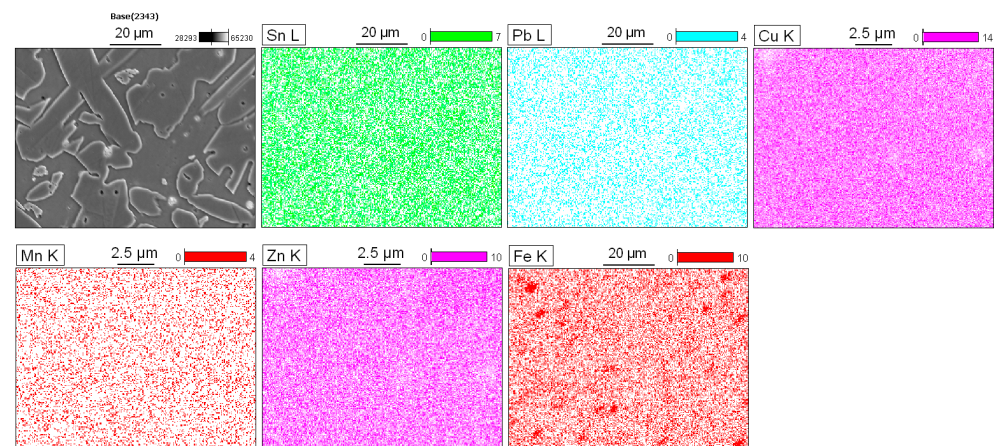 Base(2343)
20 µm
28293 65230
Sn L
20 µm
0 7
Pb L
20 µm
0 4
Cu K
2.5 µm
0 14
Mn K
2.5 µm
0 4
Zn K
2.5 µm
0 10
Fe K
20 µm
0 10